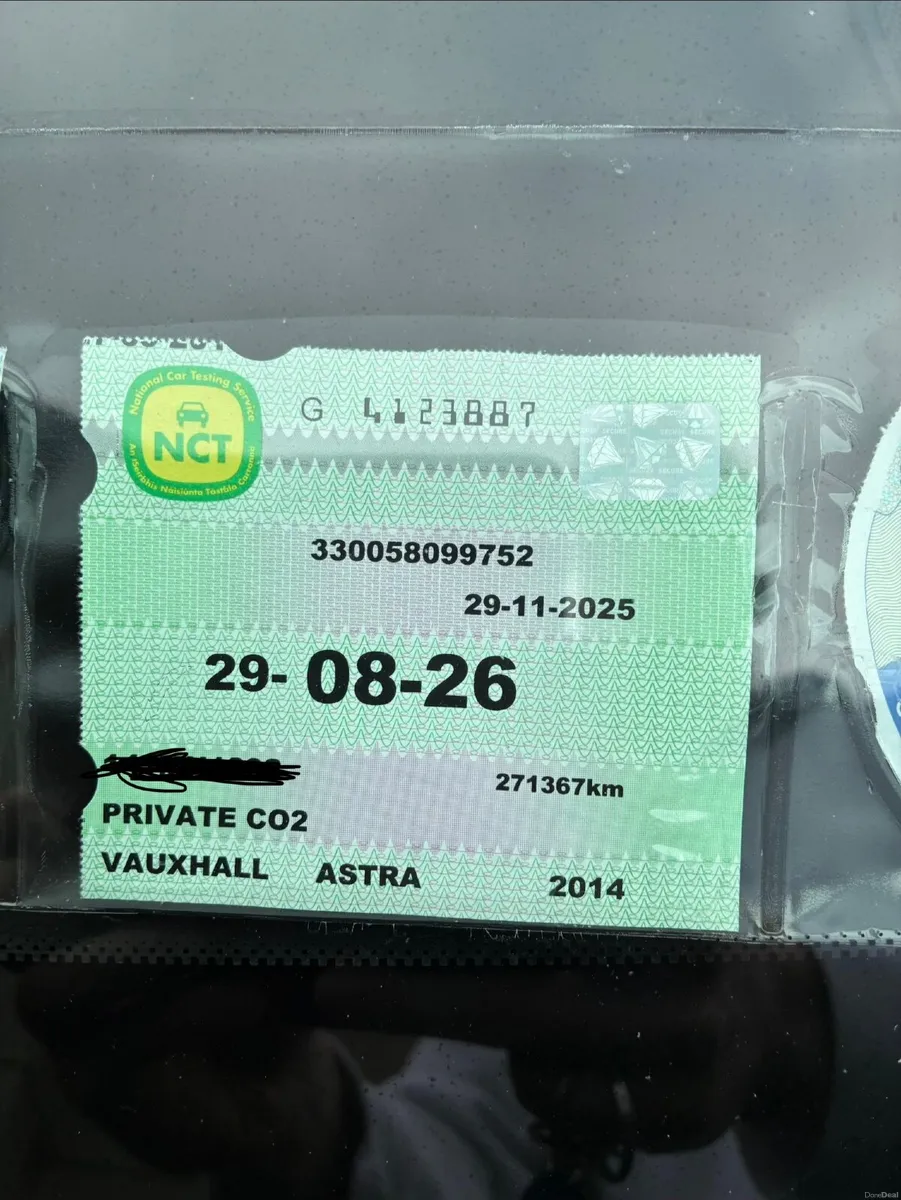 National Car Testing Service
NCT
An tSeirbhís Náisiúnta Tástála Carranna
G 4123887
330058099752
29-11-2025
29- 08-26
271367km
PRIVATE CO2
VAUXHALL ASTRA 2014
DoneDeal